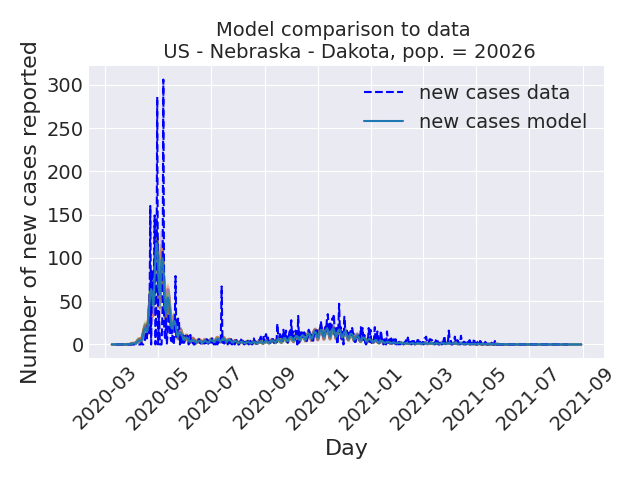 Model comparison to data
US - Nebraska - Dakota, pop. = 20026
Number of new cases reported
300
250
200
150
100
50
0
new cases data
new cases model
2020-03
2020-05
2020-07
2020-09
2020-11
2021-01
2021-03
2021-05
2021-07
2021-09
Day